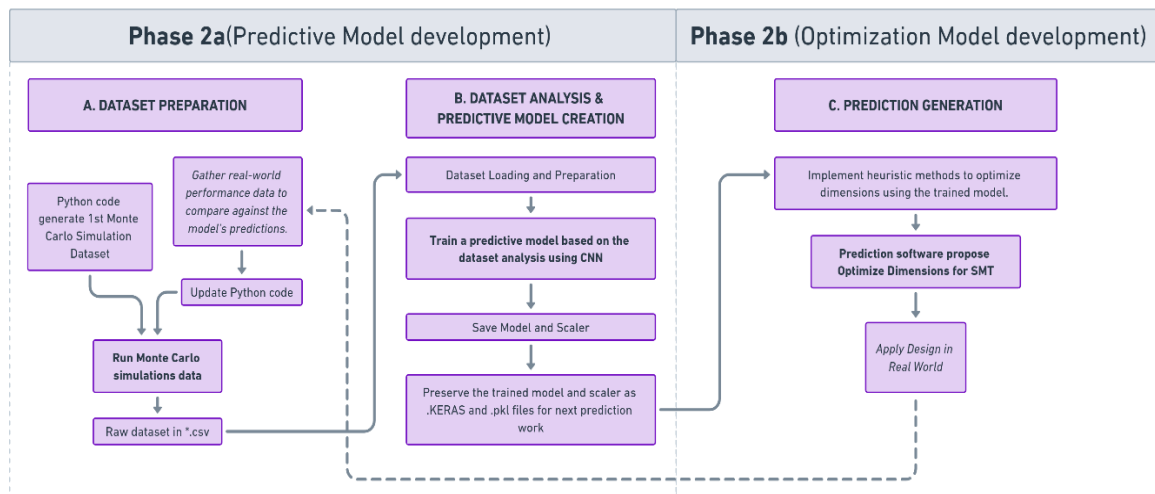 Phase 2a(Predictive Model development)
Phase 2b (Optimization Model development)
A. DATASET PREPARATION
Python code
generate 1st Monte
Carlo Simulation
Dataset
Gather real-world
performance data to
compare against the
model's predictions.
Update Python code
Run Monte Carlo
simulations data
Raw dataset in *.csv
B. DATASET ANALYSIS &
PREDICTIVE MODEL CREATION
Dataset Loading and Preparation
Train a predictive model based on the
dataset analysis using CNN
Save Model and Scaler
Preserve the trained model and scaler as
.KERAS and .pkl files for next prediction
work
C. PREDICTION GENERATION
Implement heuristic methods to optimize
dimensions using the trained model.
Prediction software propose
Optimize Dimensions for SMT
Apply Design in
Real World